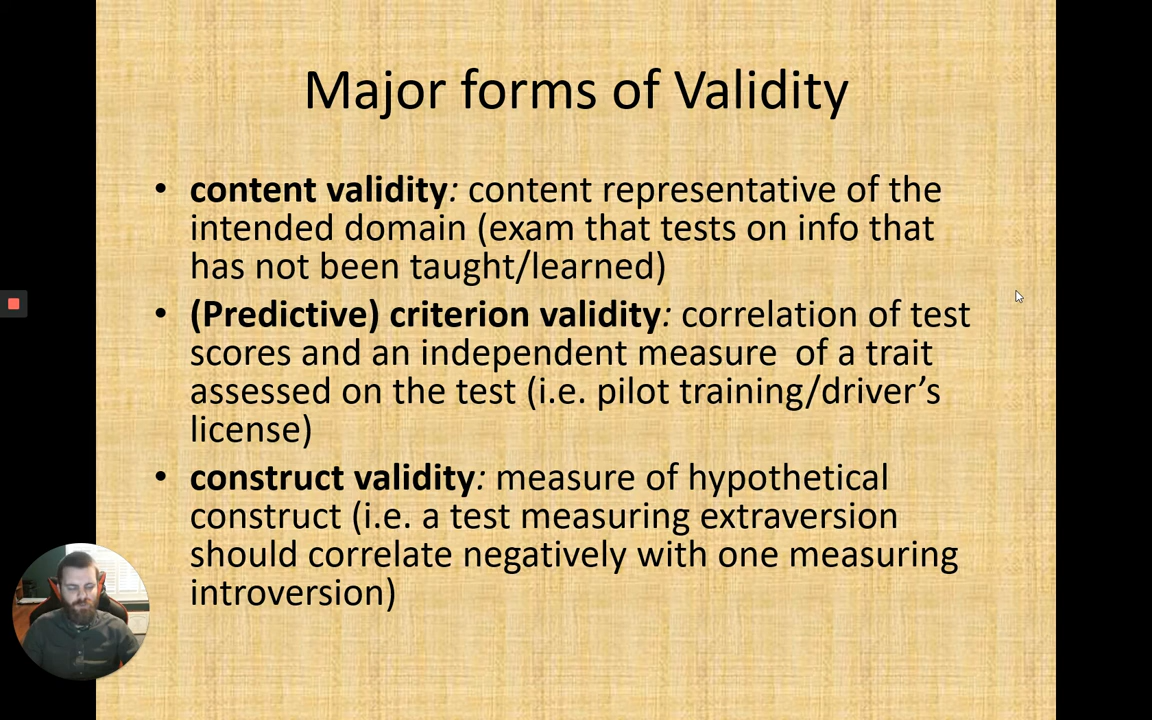 Major forms of Validity
• content validity: content representative of the
intended domain (exam that tests on info that
has not been taught/learned)
• (Predictive) criterion validity: correlation of test
scores and an independent measure  of a trait
assessed on the test (i.e. pilot training/driver’s
license)
• construct validity: measure of hypothetical
construct (i.e. a test measuring extraversion
should correlate negatively with one measuring
introversion)